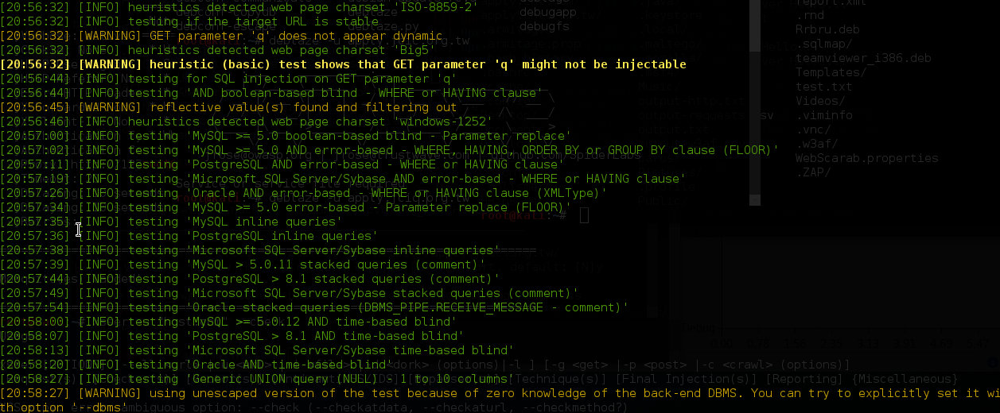 [20:56:32] [INFO] heuristics detected web page charset 'ISO-8859-2'
[20:56:32] [INFO] testing if the target URL is stable
[20:56:32] [WARNING] GET parameter 'q' does not appear dynamic
[20:56:32] [INFO] heuristics detected web page charset 'Big5'
[20:56:32] [WARNING] heuristic (basic) test shows that GET parameter 'q' might not be injectable
[20:56:44] [INFO] testing for SQL injection on GET parameter 'q'
[20:56:44] [INFO] testing 'AND boolean-based blind - WHERE or HAVING clause'
[20:56:45] [WARNING] reflective value(s) found and filtering out
[20:56:46] [INFO] heuristics detected web page charset 'windows-1252'
[20:57:00] [INFO] testing 'MySQL >= 5.0 boolean-based blind - Parameter replace'
[20:57:02] [INFO] testing 'MySQL >= 5.0 AND error-based - WHERE, HAVING, ORDER BY or GROUP BY clause (FLOOR)'
[20:57:11] [INFO] testing 'PostgreSQL AND error-based - WHERE or HAVING clause'
[20:57:19] [INFO] testing 'Microsoft SQL Server/Sybase AND error-based - WHERE or HAVING clause'
[20:57:26] [INFO] testing 'Oracle AND error-based - WHERE or HAVING clause (XMLType)'
[20:57:34] [INFO] testing 'MySQL >= 5.0 error-based - Parameter replace (FLOOR)'
[20:57:35] [INFO] testing 'MySQL inline queries'
[20:57:36] [INFO] testing 'PostgreSQL inline queries'
[20:57:38] [INFO] testing 'Microsoft SQL Server/Sybase inline queries'
[20:57:39] [INFO] testing 'MySQL > 5.0.11 stacked queries (comment)'
[20:57:44] [INFO] testing 'PostgreSQL > 8.1 stacked queries (comment)'
[20:57:49] [INFO] testing 'Microsoft SQL Server/Sybase stacked queries (comment)'
[20:57:54] [INFO] testing 'Oracle stacked queries (DBMS_PIPE.RECEIVE_MESSAGE - comment)'
[20:58:00] [INFO] testing 'MySQL >= 5.0.12 AND time-based blind'
[20:58:07] [INFO] testing 'PostgreSQL > 8.1 AND time-based blind'
[20:58:13] [INFO] testing 'Microsoft SQL Server/Sybase time-based blind'
[20:58:20] [INFO] testing 'Oracle AND time-based blind'
[20:58:27] [INFO] testing 'Generic UNION query (NULL) - 1 to 10 columns'
[20:58:27] [WARNING] using unescaped version of the test because of zero knowledge of the back-end DBMS. You can try to explicitly set it wi
th option '--dbms'
debugapp
debugfs
deblaze.py
report.xml
.rnd
Rrbru.deb
.sqlmap/
teamviewer_i386.deb
Templates/
test.txt
Videos/
.viminfo
.vnc/
.w3af/
WebScarab.properties
.ZAP/
root@kali:~#
(options)|-l ] [-g <get> |-p <post> |-c <crawl> (options)]
[Final Injection(s)] [Reporting] {Miscellaneous}
ambiguous option: --check (--checkatdata, --checkaturl, --checkmethod?)